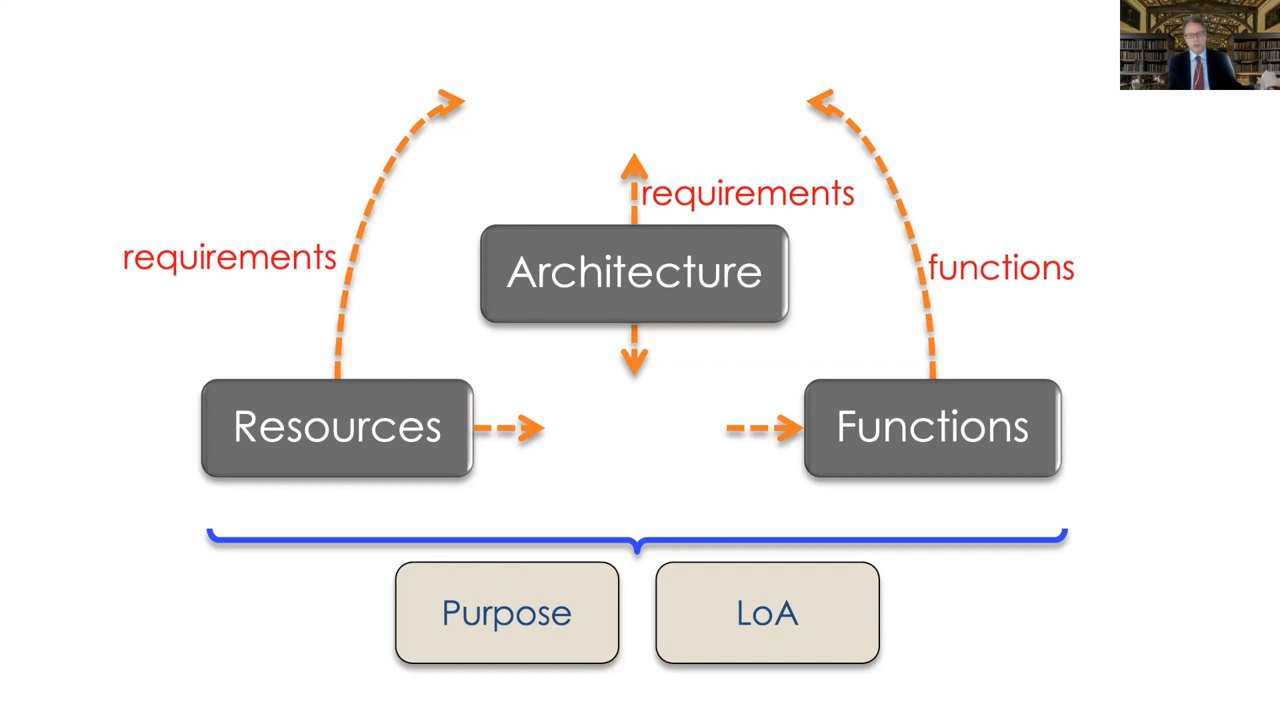 requirements
Architecture
requirements
functions
Resources
Functions
Purpose
LoA